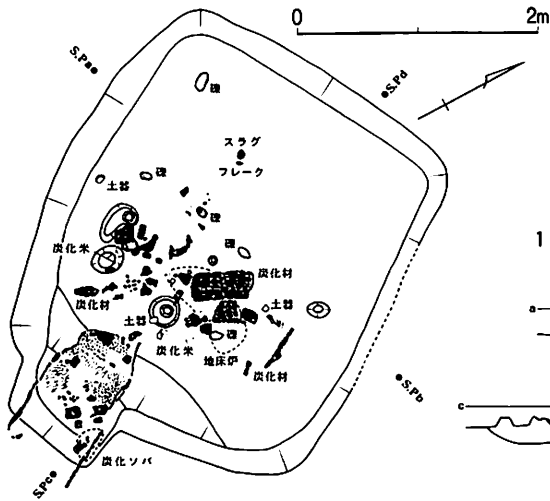 0
2m
S.Pa
S.Pd
礫
スラグ
フレーク
礫
土器
礫
炭化米
礫
炭化材
炭化材
土器
土器
礫
炭化米
地床炉
炭化材
S.Pb
炭化ソバ
S.Pc
1
a
c